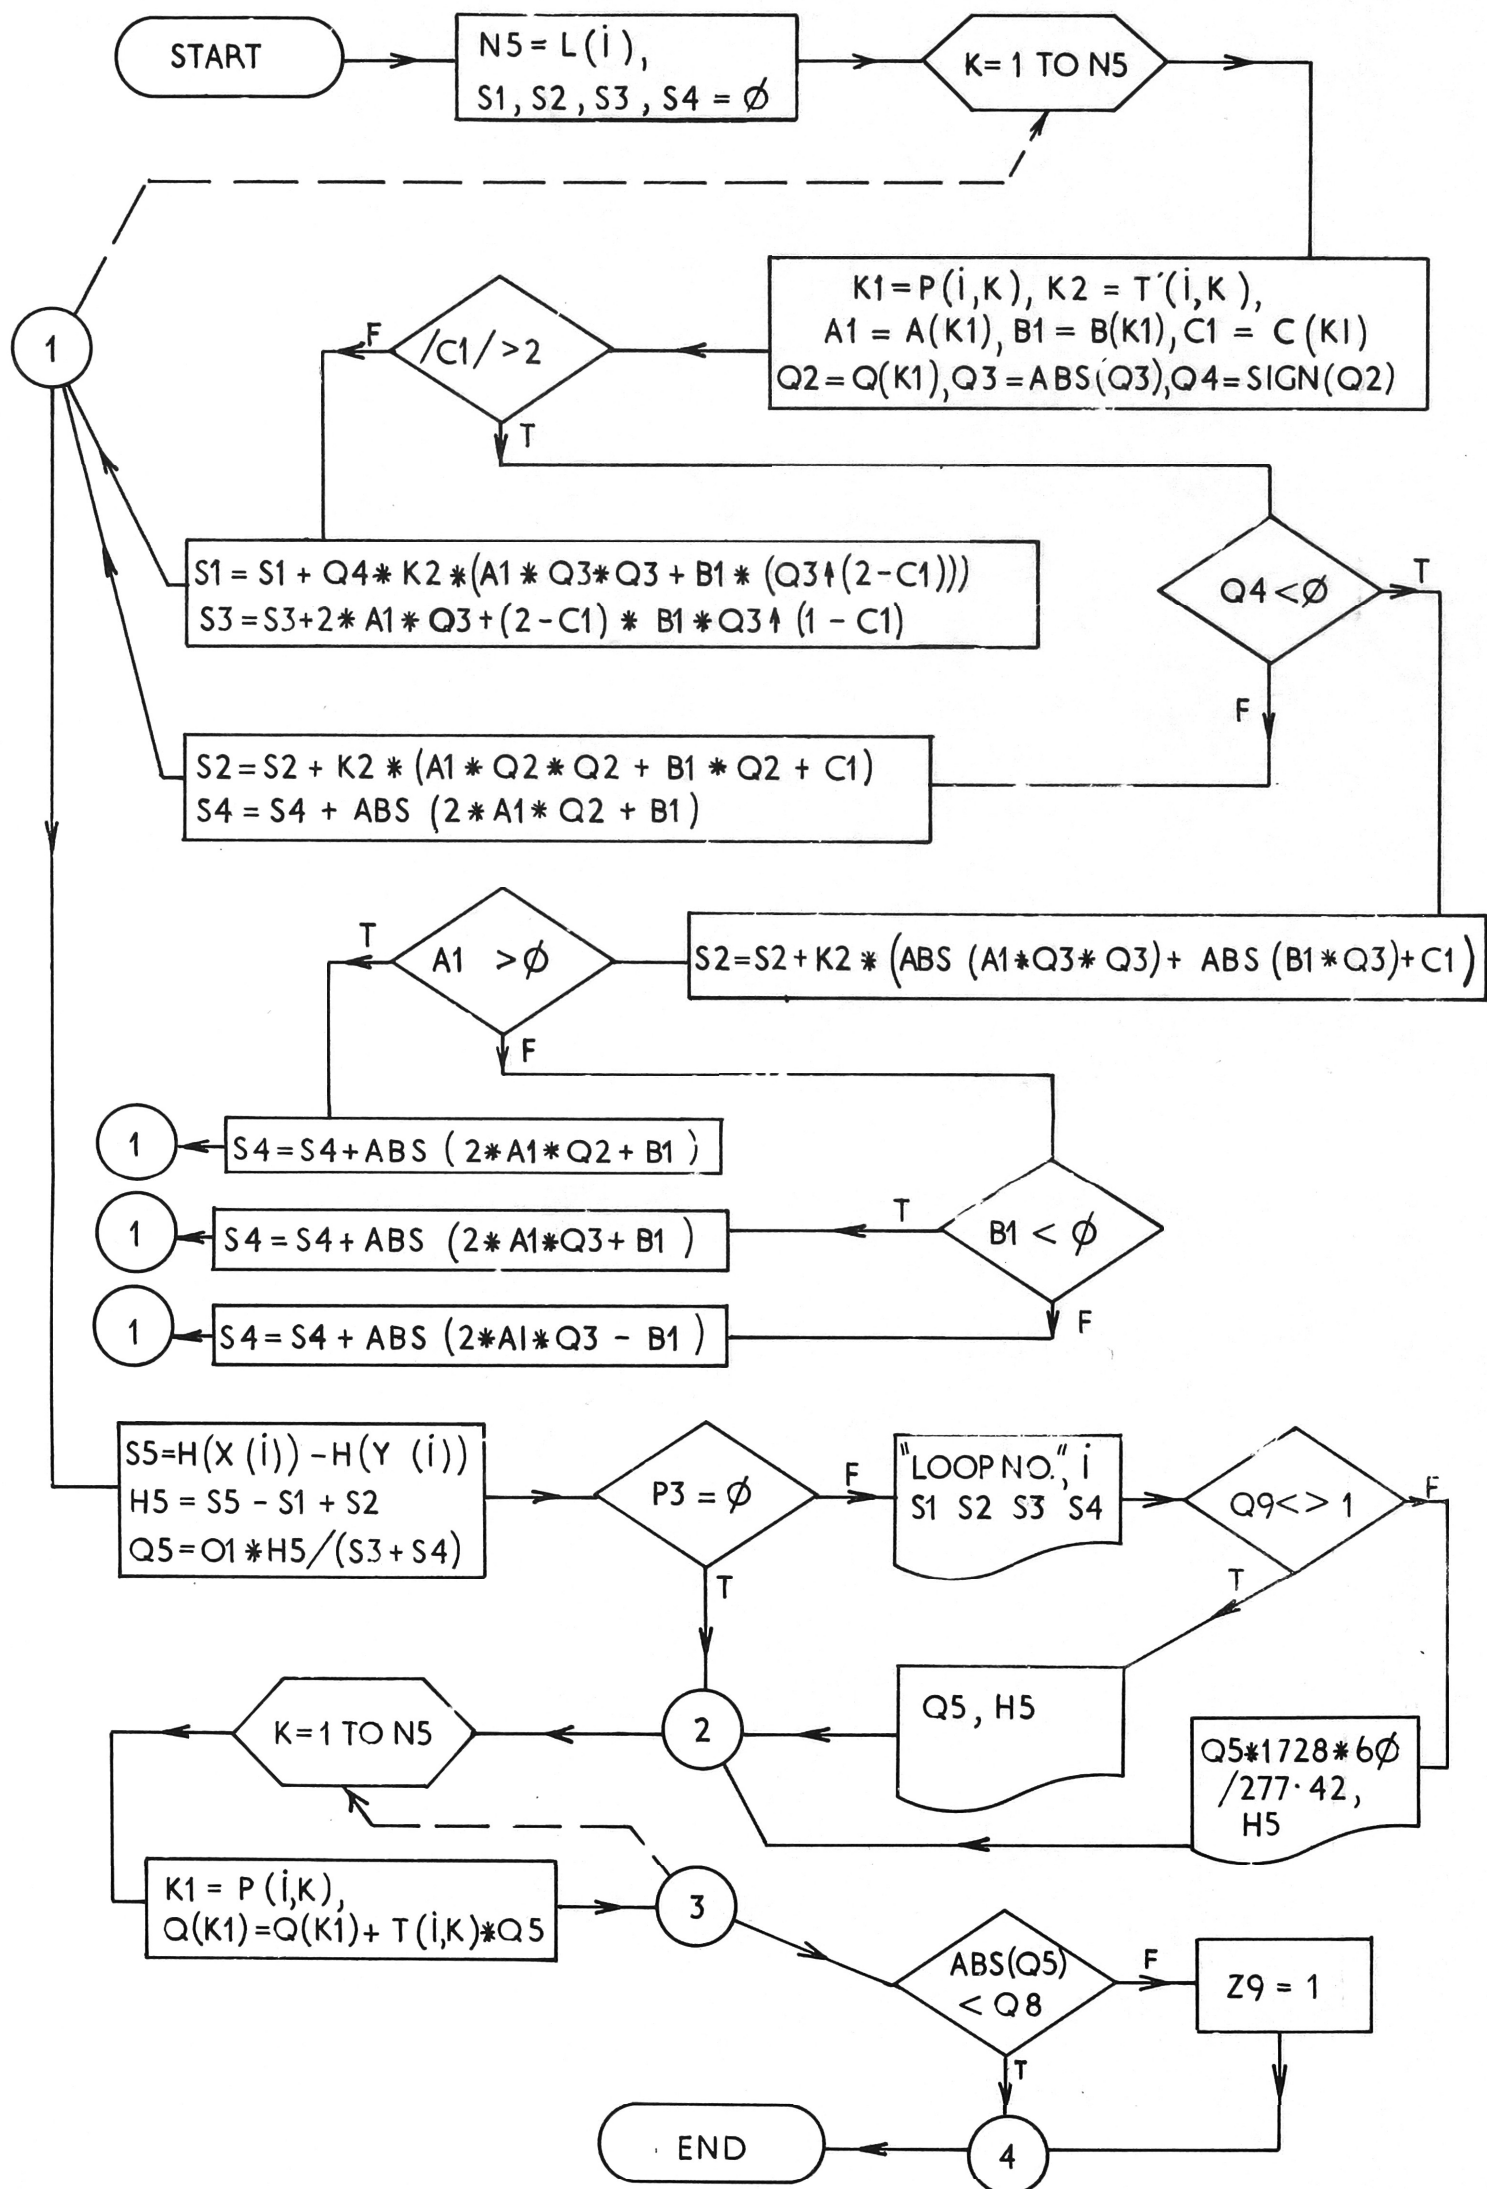 START
N5 = L(i),
S1, S2, S3, S4 = Ø
K = 1 TO N5
K1 = P(i,K), K2 = T´(i,K),
A1 = A(K1), B1 = B(K1), C1 = C(KI)
Q2 = Q(K1), Q3 = ABS(Q3), Q4 = SIGN(Q2)
1
/C1/ > 2
F
T
S1 = S1 + Q4 * K2 * (A1 * Q3 * Q3 + B1 * (Q3↑(2-C1)))
S3 = S3 + 2 * A1 * Q3 + (2-C1) * B1 * Q3↑ (1 - C1)
Q4 < Ø
T
F
S2 = S2 + K2 * (A1 * Q2 * Q2 + B1 * Q2 + C1)
S4 = S4 + ABS (2 * A1 * Q2 + B1)
S2 = S2 + K2 * (ABS (A1 * Q3 * Q3) + ABS (B1 * Q3) + C1)
A1 > Ø
T
F
1
S4 = S4 + ABS (2 * A1 * Q2 + B1)
1
S4 = S4 + ABS (2 * A1 * Q3 + B1)
T
B1 < Ø
F
1
S4 = S4 + ABS (2 * AI * Q3 - B1)
S5 = H(X (i)) - H(Y (i))
H5 = S5 - S1 + S2
Q5 = O1 * H5/(S3 + S4)
P3 = Ø
F
T
"LOOP NO.", i
S1 S2 S3 S4
Q9 < > 1
F
T
Q5, H5
Q5*1728*6Ø
/277·42,
H5
2
K = 1 TO N5
K1 = P(i,K),
Q(K1) = Q(K1) + T(i,K)*Q5
3
ABS(Q5)
< Q8
F
T
Z9 = 1
4
END